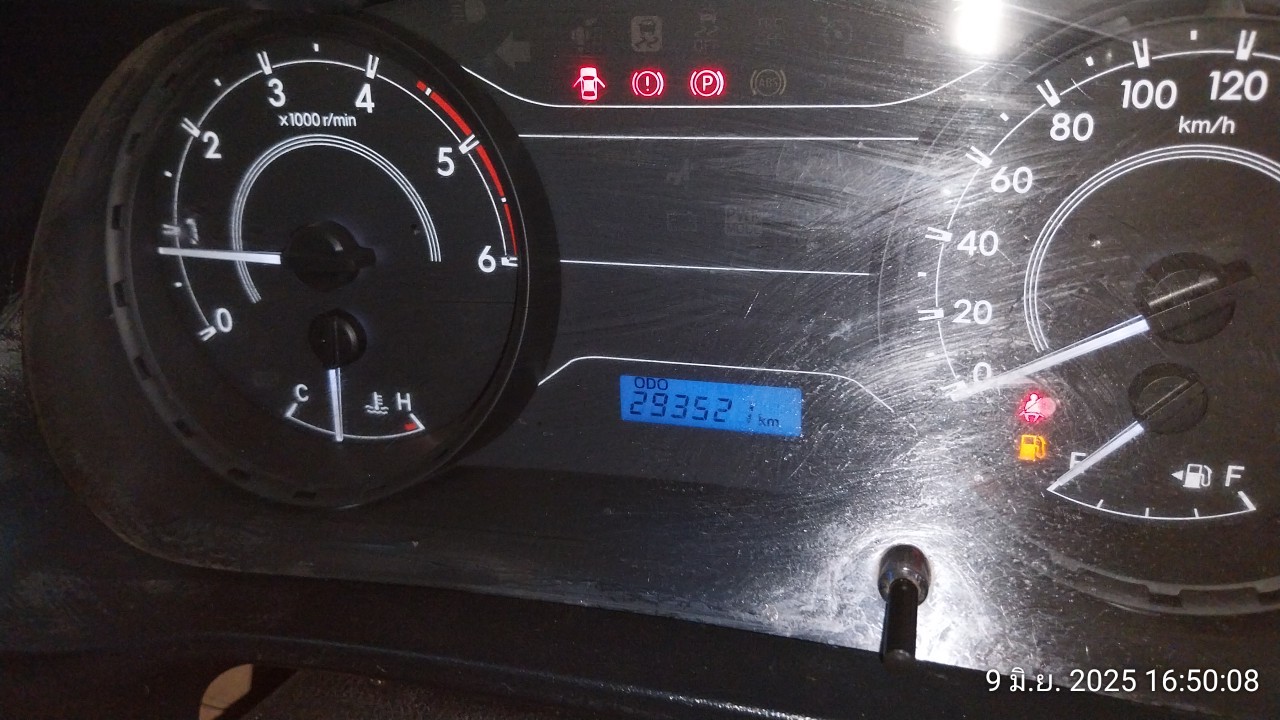 0
1
2
3
4
5
6
x1000 r/min
C
H
P
ABS
ODO
293521 km
0
20
40
60
80
100
120
km/h
F
9 มิ.ย. 2025 16:50:08